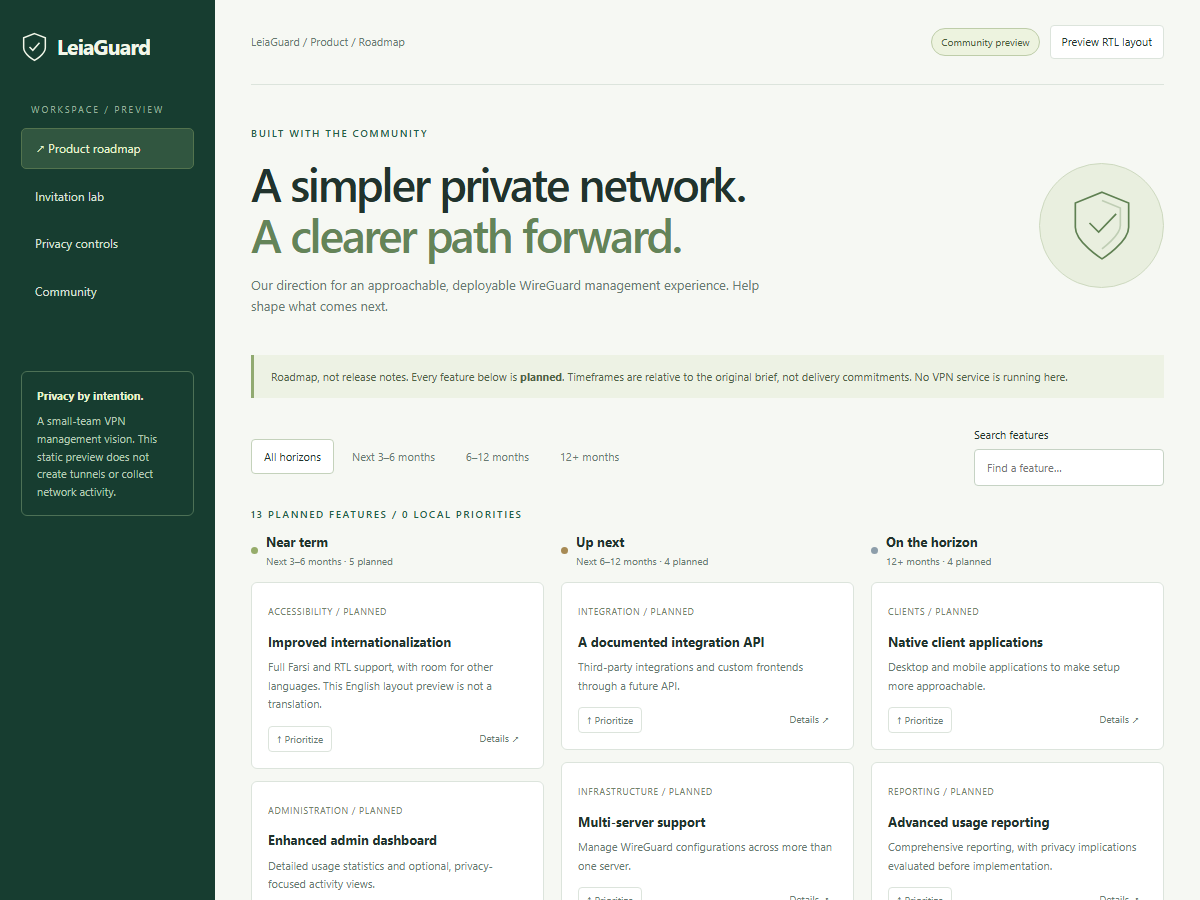 LeiaGuard
WORKSPACE / PREVIEW
↗ Product roadmap
Invitation lab
Privacy controls
Community
Privacy by intention.
A small-team VPN
management vision. This
static preview does not
create tunnels or collect
network activity.
LeiaGuard / Product / Roadmap
Community preview
Preview RTL layout
BUILT WITH THE COMMUNITY
A simpler private network.
A clearer path forward.
Our direction for an approachable, deployable WireGuard management experience. Help
shape what comes next.
Roadmap, not release notes. Every feature below is planned. Timeframes are relative to the original brief, not delivery commitments. No VPN service is running here.
All horizons
Next 3–6 months
6–12 months
12+ months
Search features
Find a feature...
13 PLANNED FEATURES / 0 LOCAL PRIORITIES
Near term
Next 3–6 months · 5 planned
ACCESSIBILITY / PLANNED
Improved internationalization
Full Farsi and RTL support, with room for other
languages. This English layout preview is not a
translation.
↑ Prioritize
Details ↗
ADMINISTRATION / PLANNED
Enhanced admin dashboard
Detailed usage statistics and optional, privacy-
focused activity views.
Up next
Next 6–12 months · 4 planned
INTEGRATION / PLANNED
A documented integration API
Third-party integrations and custom frontends
through a future API.
↑ Prioritize
Details ↗
INFRASTRUCTURE / PLANNED
Multi-server support
Manage WireGuard configurations across more than
one server.
↑ Prioritize
Details ↗
On the horizon
12+ months · 4 planned
CLIENTS / PLANNED
Native client applications
Desktop and mobile applications to make setup
more approachable.
↑ Prioritize
Details ↗
REPORTING / PLANNED
Advanced usage reporting
Comprehensive reporting, with privacy implications
evaluated before implementation.
↑ Prioritize
Details ↗